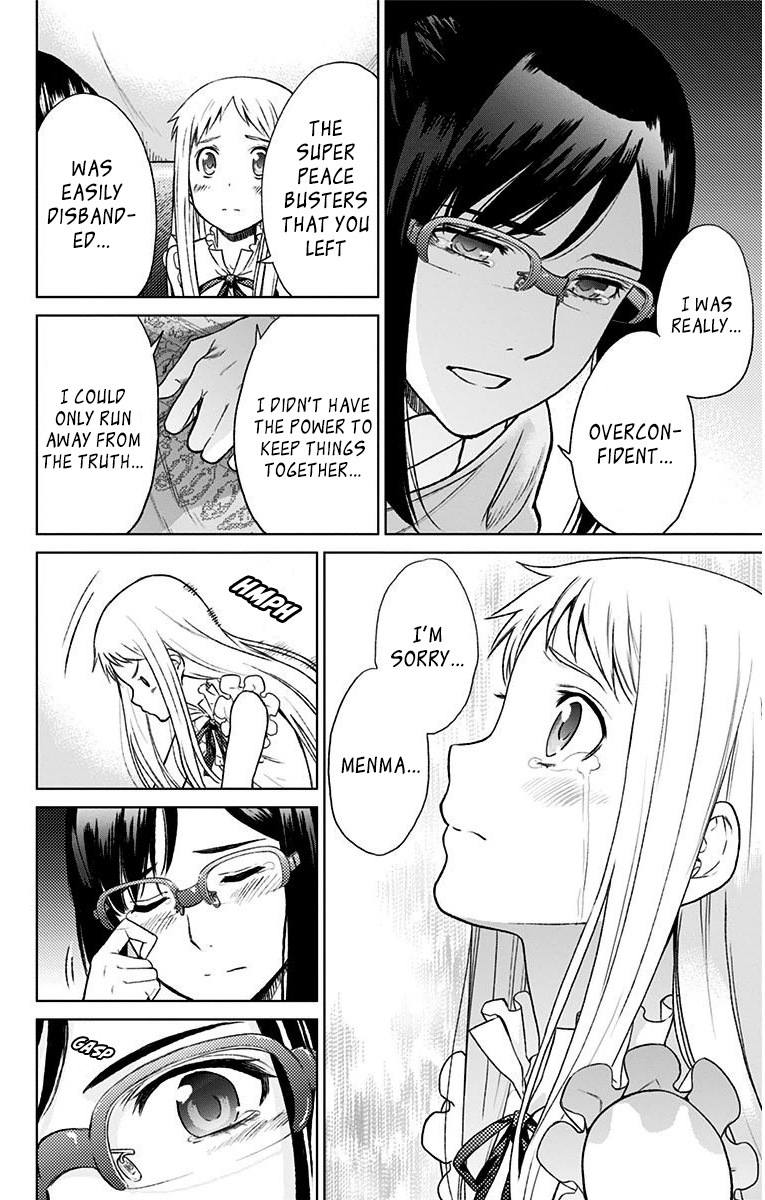 I WAS
REALLY...
OVERCON-
FIDENT...
THE
SUPER
PEACE
BUSTERS
THAT YOU
LEFT
WAS
EASILY
DISBAND-
ED...
I DIDN'T HAVE
THE POWER TO
KEEP THINGS
TOGETHER...
I COULD
ONLY RUN
AWAY FROM
THE TRUTH...
I'M
SORRY...
MENMA...
HMPH
GASP